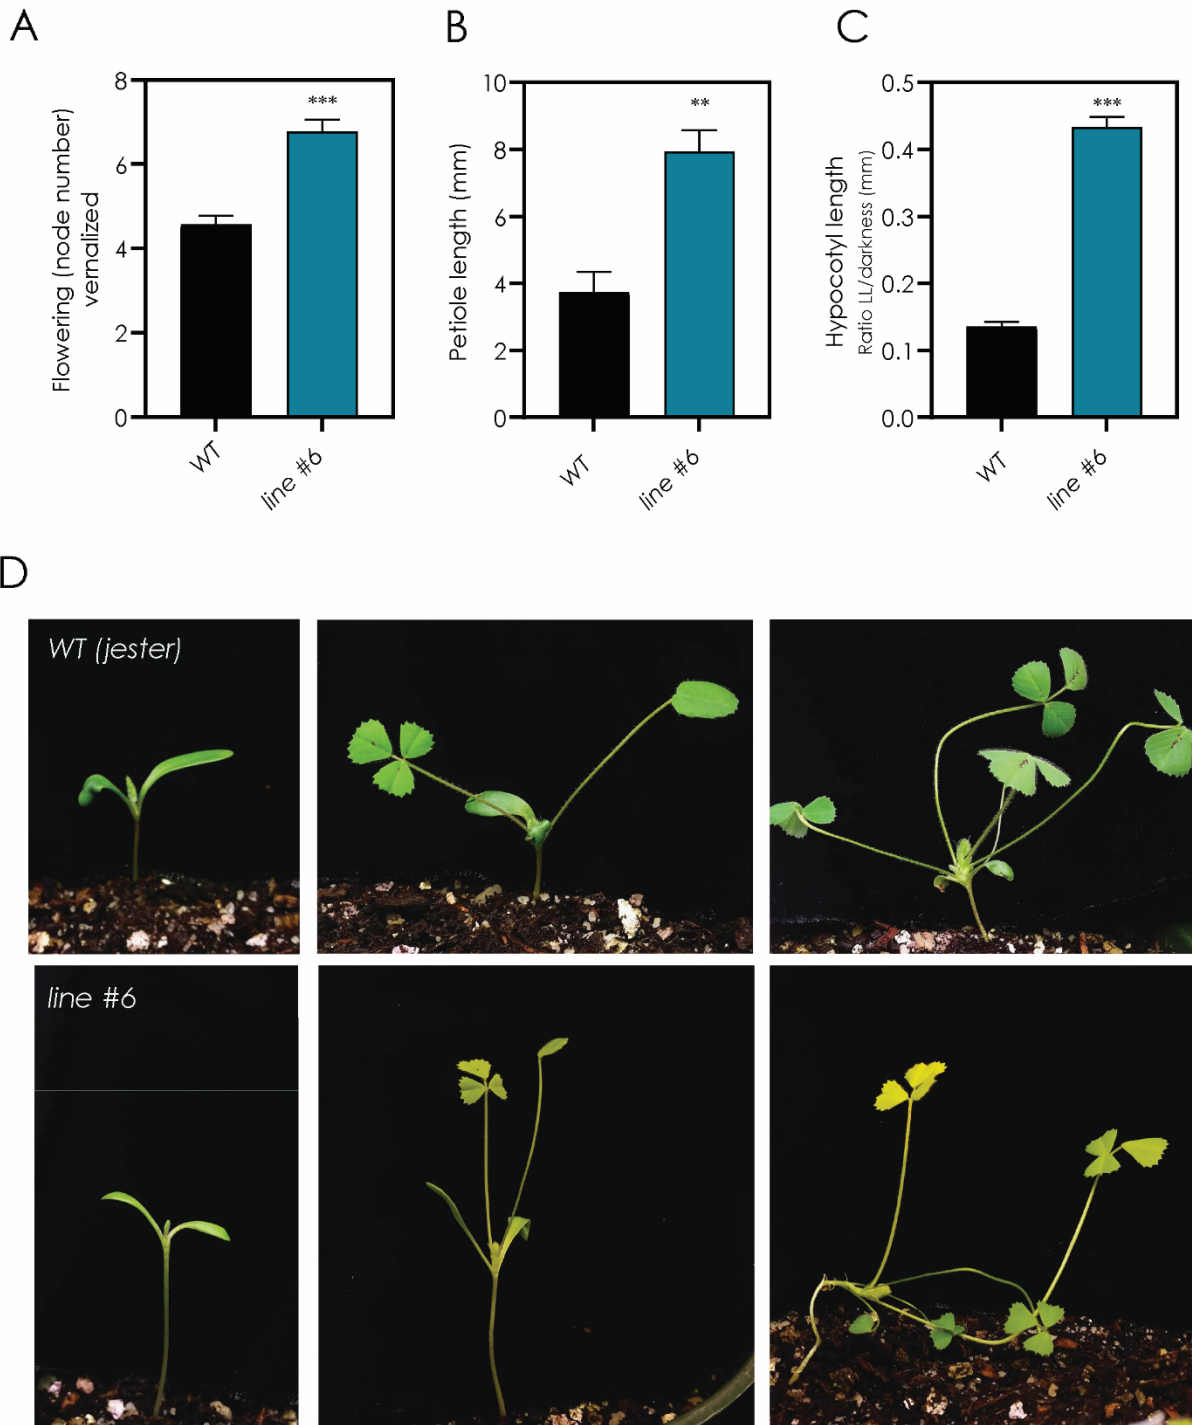 A
B
C
Flowering (node number)
vernalized
8
6
4
2
0
***
WT
line #6
Petiole length (mm)
10
8
6
4
2
0
**
WT
line #6
Hypocotyl length
Ratio LL/darkness (mm)
0.5
0.4
0.3
0.2
0.1
0.0
***
WT
line #6
D
WT (jester)
line #6